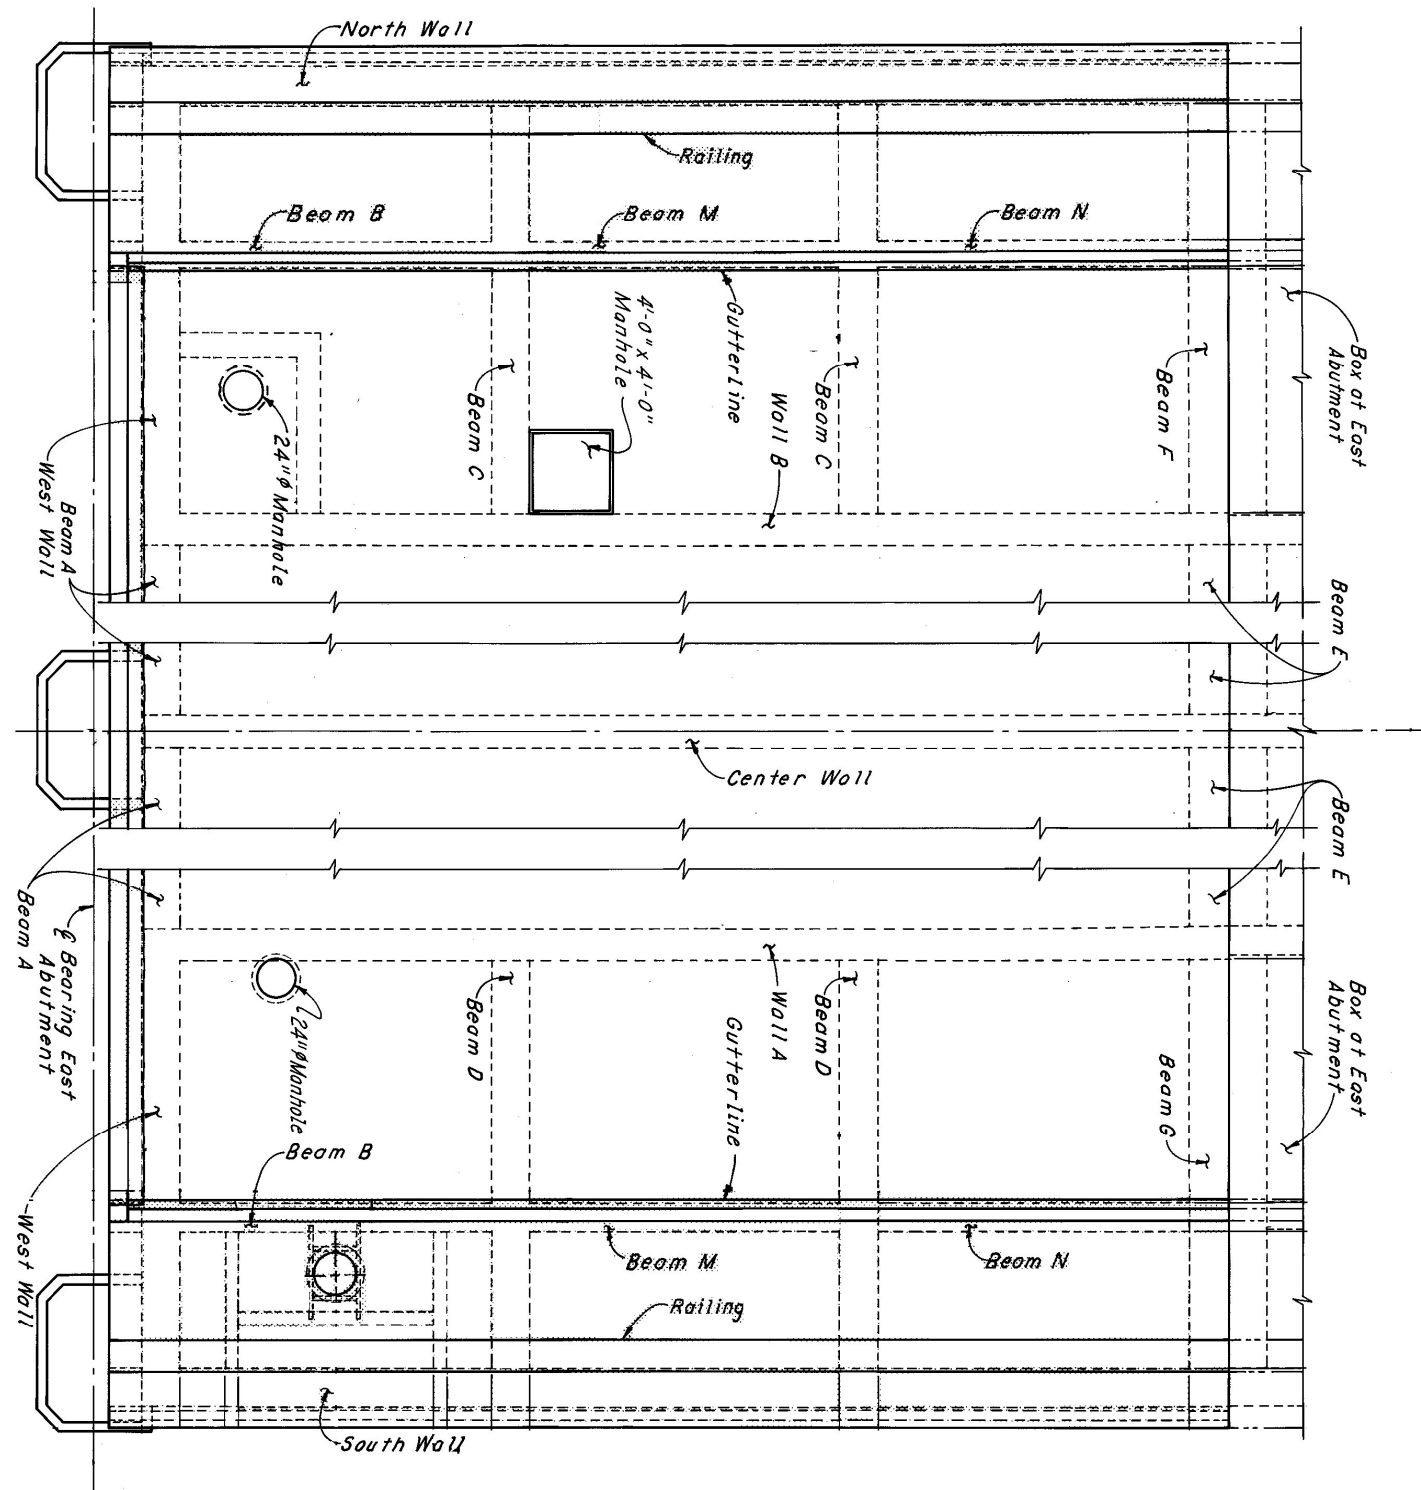 North Wall
Railing
Beam B
Beam M
Beam N
Gutterline
4'-0" x 4'-0"
Manhole
Beam C
Wall B
Beam C
Beam F
Box at East
Abutment
24"ø Manhole
West Wall
Beam A
Beam E
Center Wall
Beam E
Beam A
℄ Bearing East
Abutment
24"ø Manhole
Beam D
Wall A
Beam D
Gutterline
Beam G
Box at East
Abutment
Beam B
West Wall
Beam M
Beam N
Railing
South Wall